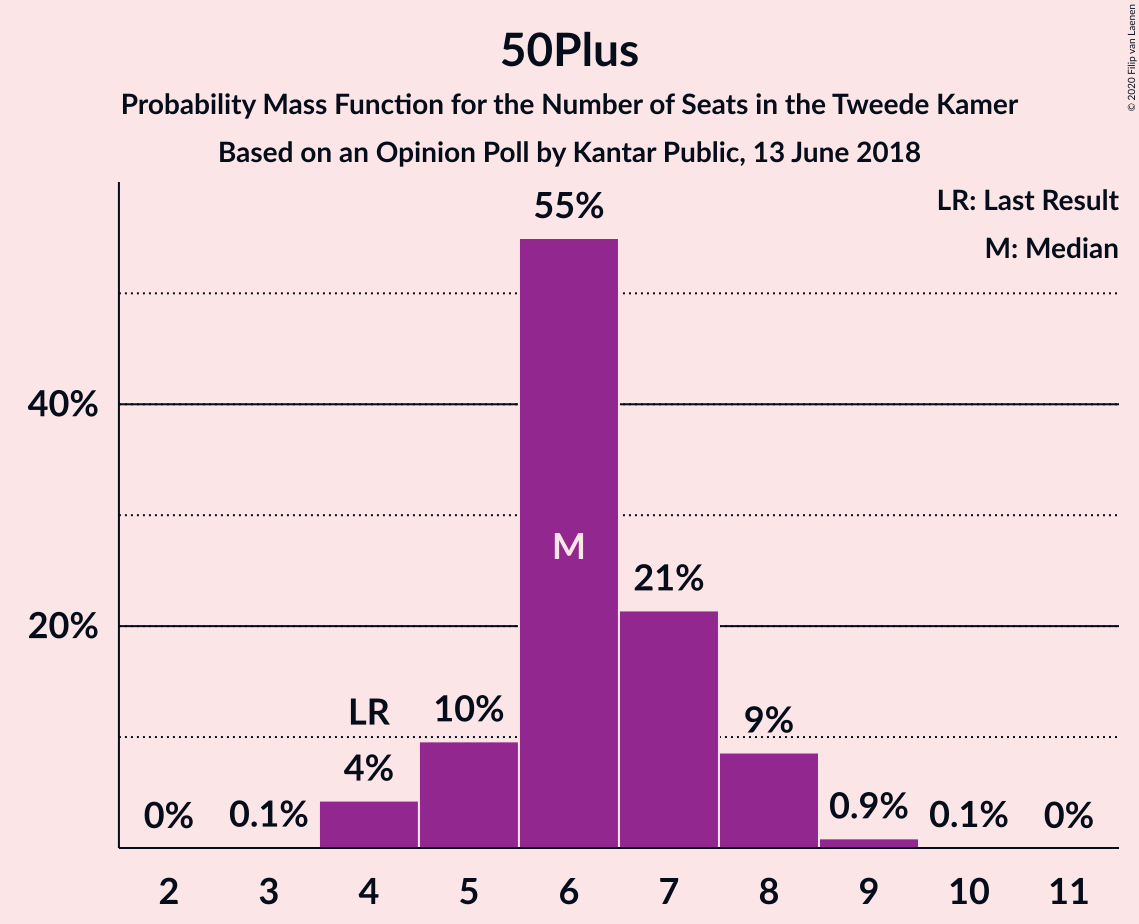 50Plus
Probability Mass Function for the Number of Seats in the Tweede Kamer
Based on an Opinion Poll by Kantar Public, 13 June 2018
© 2020 Filip van Laenen
LR: Last Result
M: Median
55%
40%
M
21%
20%
LR
10%
9%
4%
0%
0.1%
0.9%
0.1%
0%
2 3 4 5 6 7 8 9 10 11